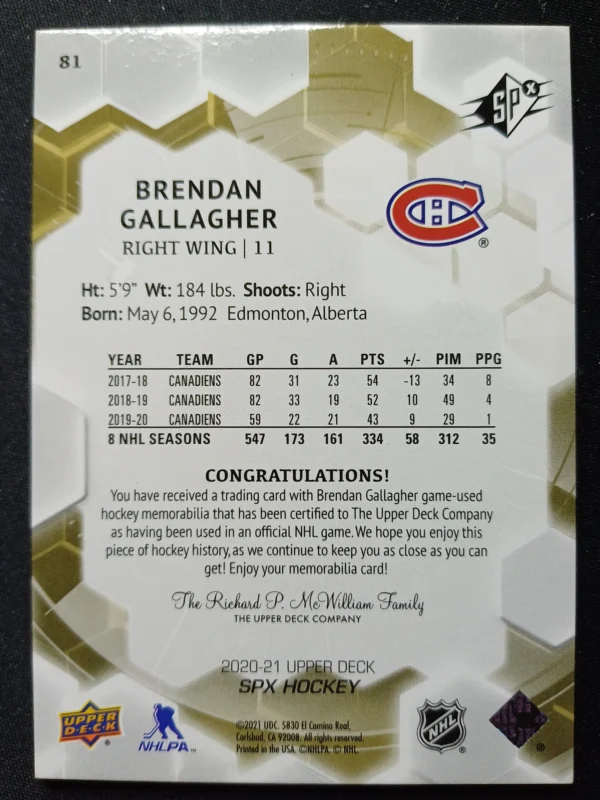 81
SPx
BRENDAN
GALLAGHER
RIGHT WING | 11
Ht: 5'9" Wt: 184 lbs. Shoots: Right
Born: May 6, 1992 Edmonton, Alberta
YEAR TEAM GP G A PTS +/- PIM PPG
2017-18 CANADIENS 82 31 23 54 -13 34 8
2018-19 CANADIENS 82 33 19 52 10 49 4
2019-20 CANADIENS 59 22 21 43 9 29 1
8 NHL SEASONS 547 173 161 334 58 312 35
CONGRATULATIONS!
You have received a trading card with Brendan Gallagher game-used
hockey memorabilia that has been certified to The Upper Deck Company
as having been used in an official NHL game. We hope you enjoy this
piece of hockey history, as we continue to keep you as close as you can
get! Enjoy your memorabilia card!
The Richard P. McWilliam Family
THE UPPER DECK COMPANY
2020-21 UPPER DECK
SPX HOCKEY
UPPER
DECK
NHLPA™
©2021 UDC. 5830 El Camino Real,
Carlsbad, CA 92008. All rights reserved.
Printed in the USA. ©NHLPA. © NHL.
NHL
®
®
®